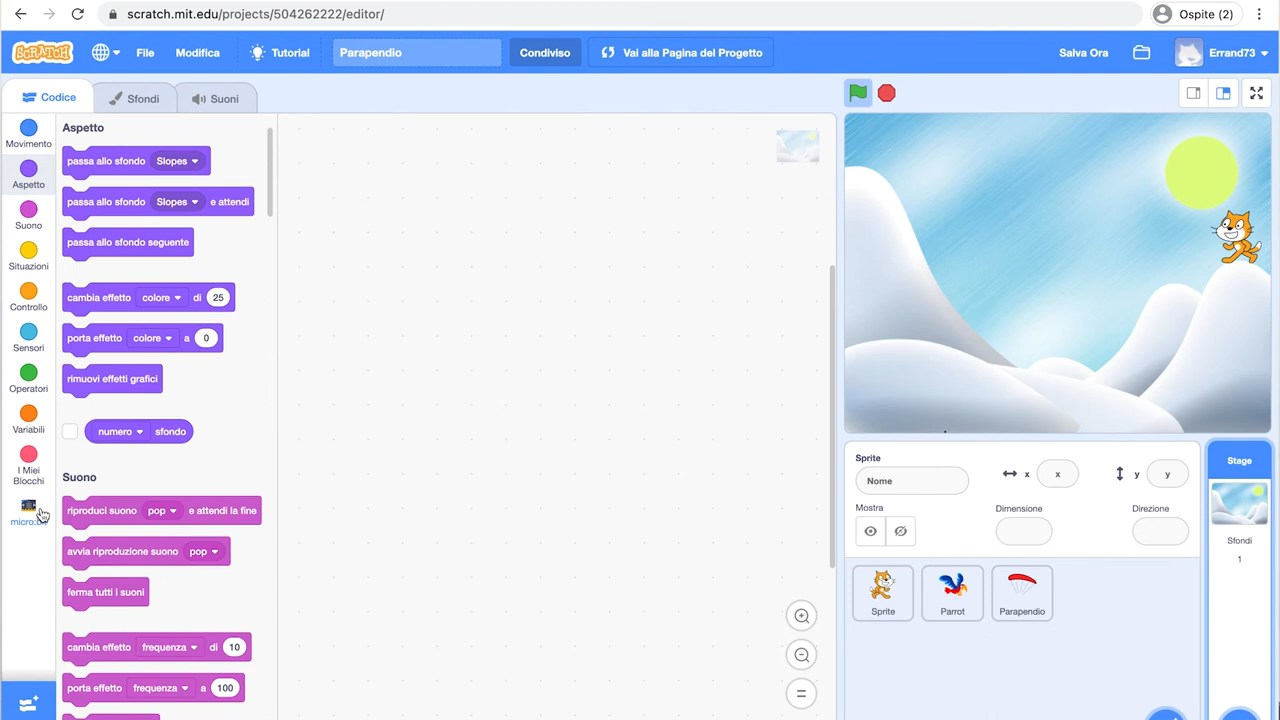 scratch.mit.edu/projects/504262222/editor/
Ospite (2)
SCRATCH
File
Modifica
Tutorial
Parapendio
Condiviso
Vai alla Pagina del Progetto
Salva Ora
Errand73
Codice
Sfondi
Suoni
Movimento
Aspetto
Suono
Situazioni
Controllo
Sensori
Operatori
Variabili
I Miei
Blocchi
Aspetto
passa allo sfondo Slopes
passa allo sfondo Slopes e attendi
passa allo sfondo seguente
cambia effetto colore di 25
porta effetto colore a 0
rimuovi effetti grafici
numero sfondo
Suono
riproduci suono pop e attendi la fine
avvia riproduzione suono pop
ferma tutti i suoni
cambia effetto frequenza di 10
porta effetto frequenza a 100
Sprite
Nome
x x
y y
Mostra
Dimensione
Direzione
Sprite
Parrot
Parapendio
Stage
Sfondi
1